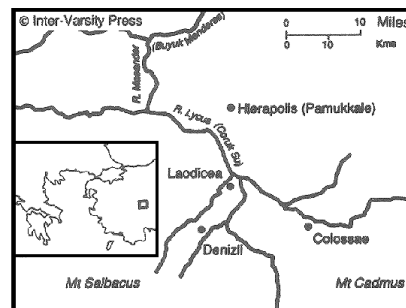 © Inter-Varsity Press
0 10 Miles
0 10 Kms
R. Maeander
(Buyuk Menderes)
R. Lycus (Coruk Su)
Hierapolis (Pamukkale)
Laodicea
Denizli
Colossae
Mt Salbacus
Mt Cadmus